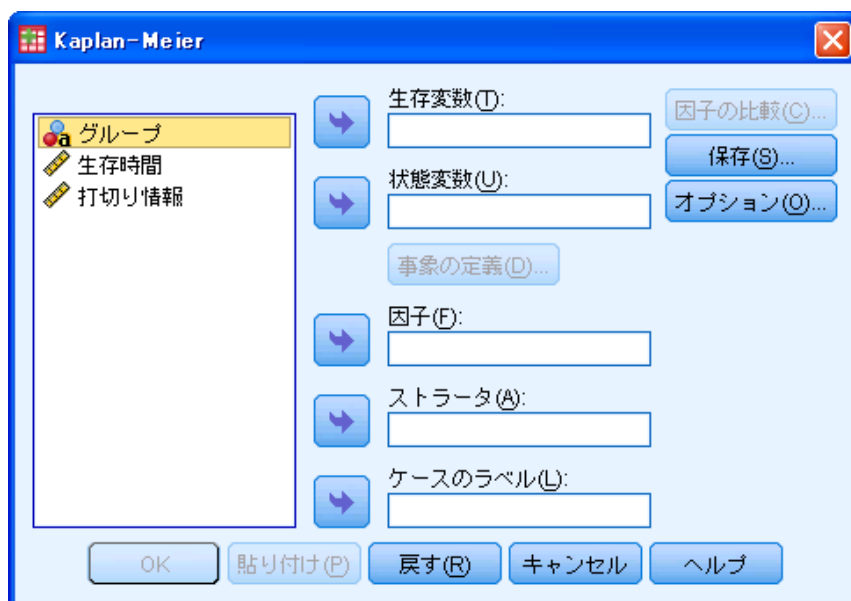 Kaplan-Meier
グループ
生存時間
打切り情報
生存変数(T):
状態変数(U):
事象の定義(D)...
因子(F):
ストラータ(A):
ケースのラベル(L):
因子の比較(C)...
保存(S)...
オプション(O)...
OK
貼り付け(P)
戻す(R)
キャンセル
ヘルプ